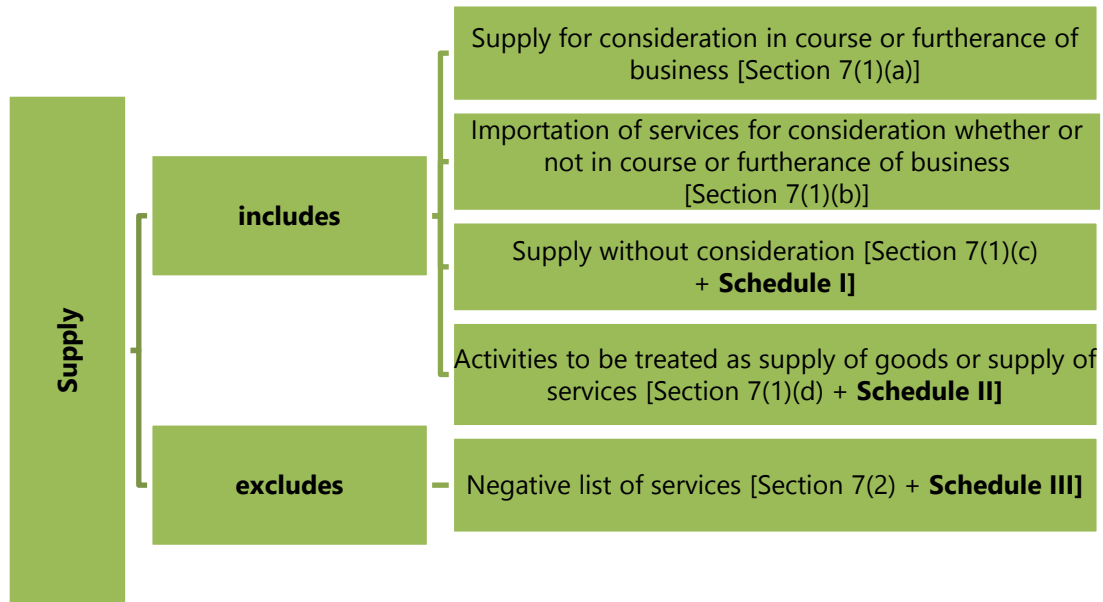 Supply
includes
Supply for consideration in course or furtherance of
business [Section 7(1)(a)]
Importation of services for consideration whether or
not in course or furtherance of business
[Section 7(1)(b)]
Supply without consideration [Section 7(1)(c)
+ Schedule I]
Activities to be treated as supply of goods or supply of
services [Section 7(1)(d) + Schedule II]
excludes
Negative list of services [Section 7(2) + Schedule III]